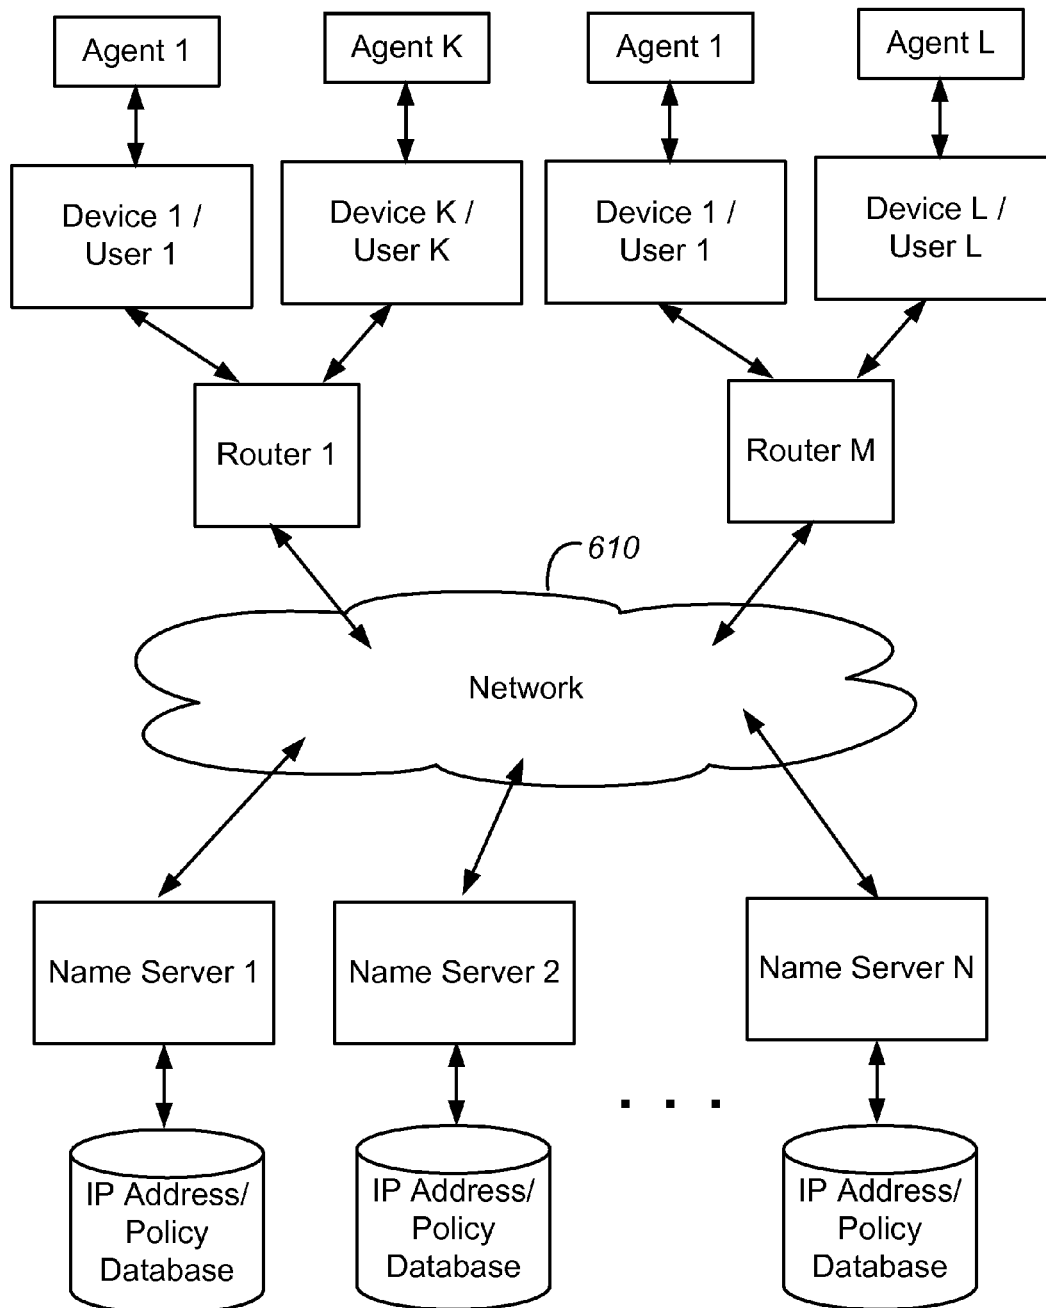 Agent 1
Agent K
Agent 1
Agent L
Device 1 /
User 1
Device K /
User K
Device 1 /
User 1
Device L /
User L
Router 1
Router M
610
Network
Name Server 1
Name Server 2
Name Server N
. . .
IP Address/
Policy
Database
IP Address/
Policy
Database
IP Address/
Policy
Database